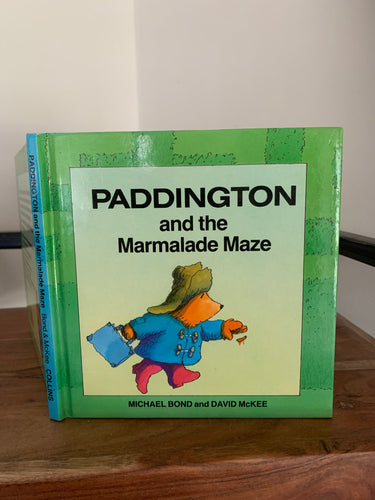 PADDINGTON
and the
Marmalade Maze
MICHAEL BOND and DAVID McKEE
PADDINGTON and the Marmalade Maze Bond & McKee COLLINS